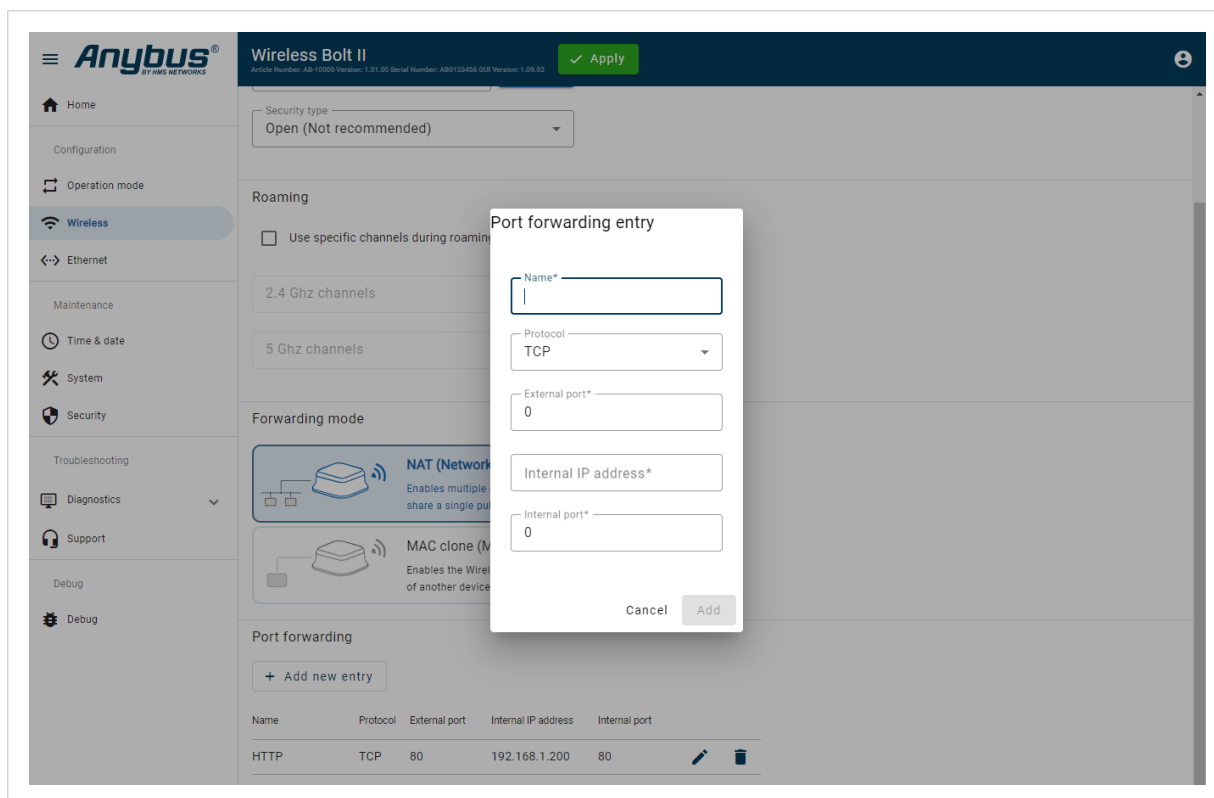 Anybus®
BY HMS NETWORKS
Wireless Bolt II
Article Number: AB-10008 Version: 1.01.00 Serial Number: AB0123456 GUI Version: 1.09.02
Apply
Home
Configuration
Operation mode
Wireless
Ethernet
Maintenance
Time & date
System
Security
Troubleshooting
Diagnostics
Support
Debug
Debug
Security type
Open (Not recommended)
Roaming
Use specific channels during roaming
2.4 Ghz channels
5 Ghz channels
Forwarding mode
NAT (Network
Enables multiple
share a single
MAC clone (M
Enables the
of another device
Port forwarding
+ Add new entry
Name Protocol External port Internal IP address Internal port
HTTP TCP 80 192.168.1.200 80
Port forwarding entry
Name*
Protocol
TCP
External port*
0
Internal IP address*
Internal port*
0
Cancel Add